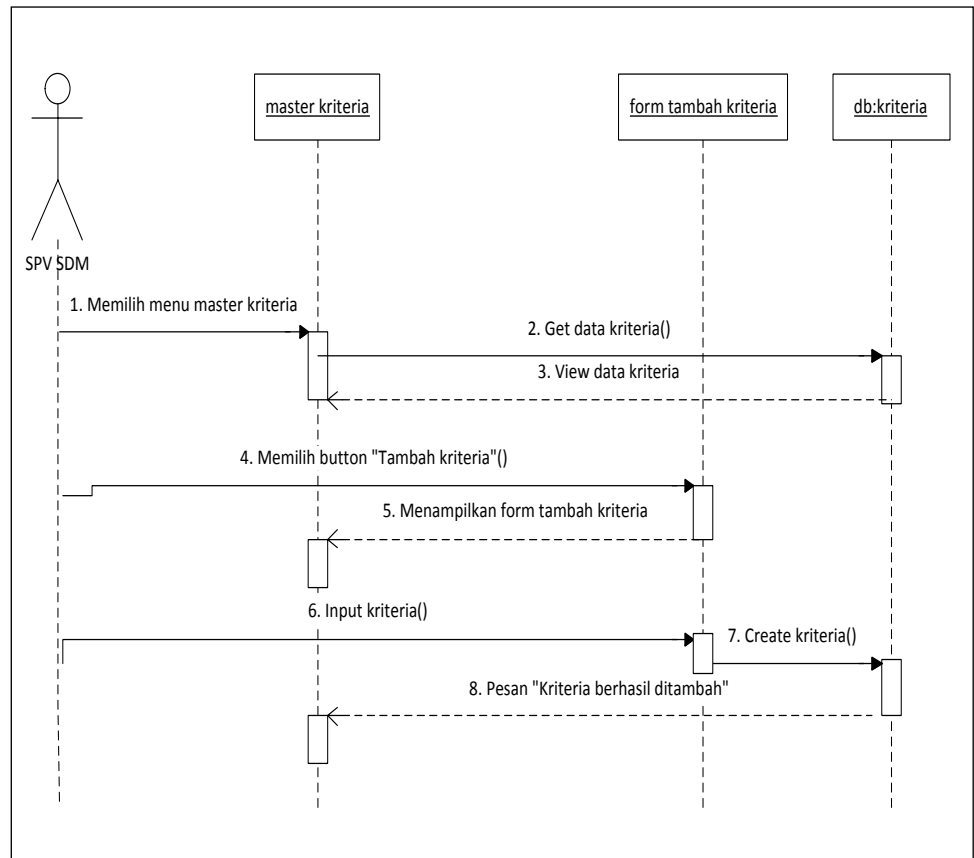 master kriteria
form tambah kriteria
db:kriteria
SPV SDM
1. Memilih menu master kriteria
2. Get data kriteria()
3. View data kriteria
4. Memilih button "Tambah kriteria"()
5. Menampilkan form tambah kriteria
6. Input kriteria()
7. Create kriteria()
8. Pesan "Kriteria berhasil ditambah"